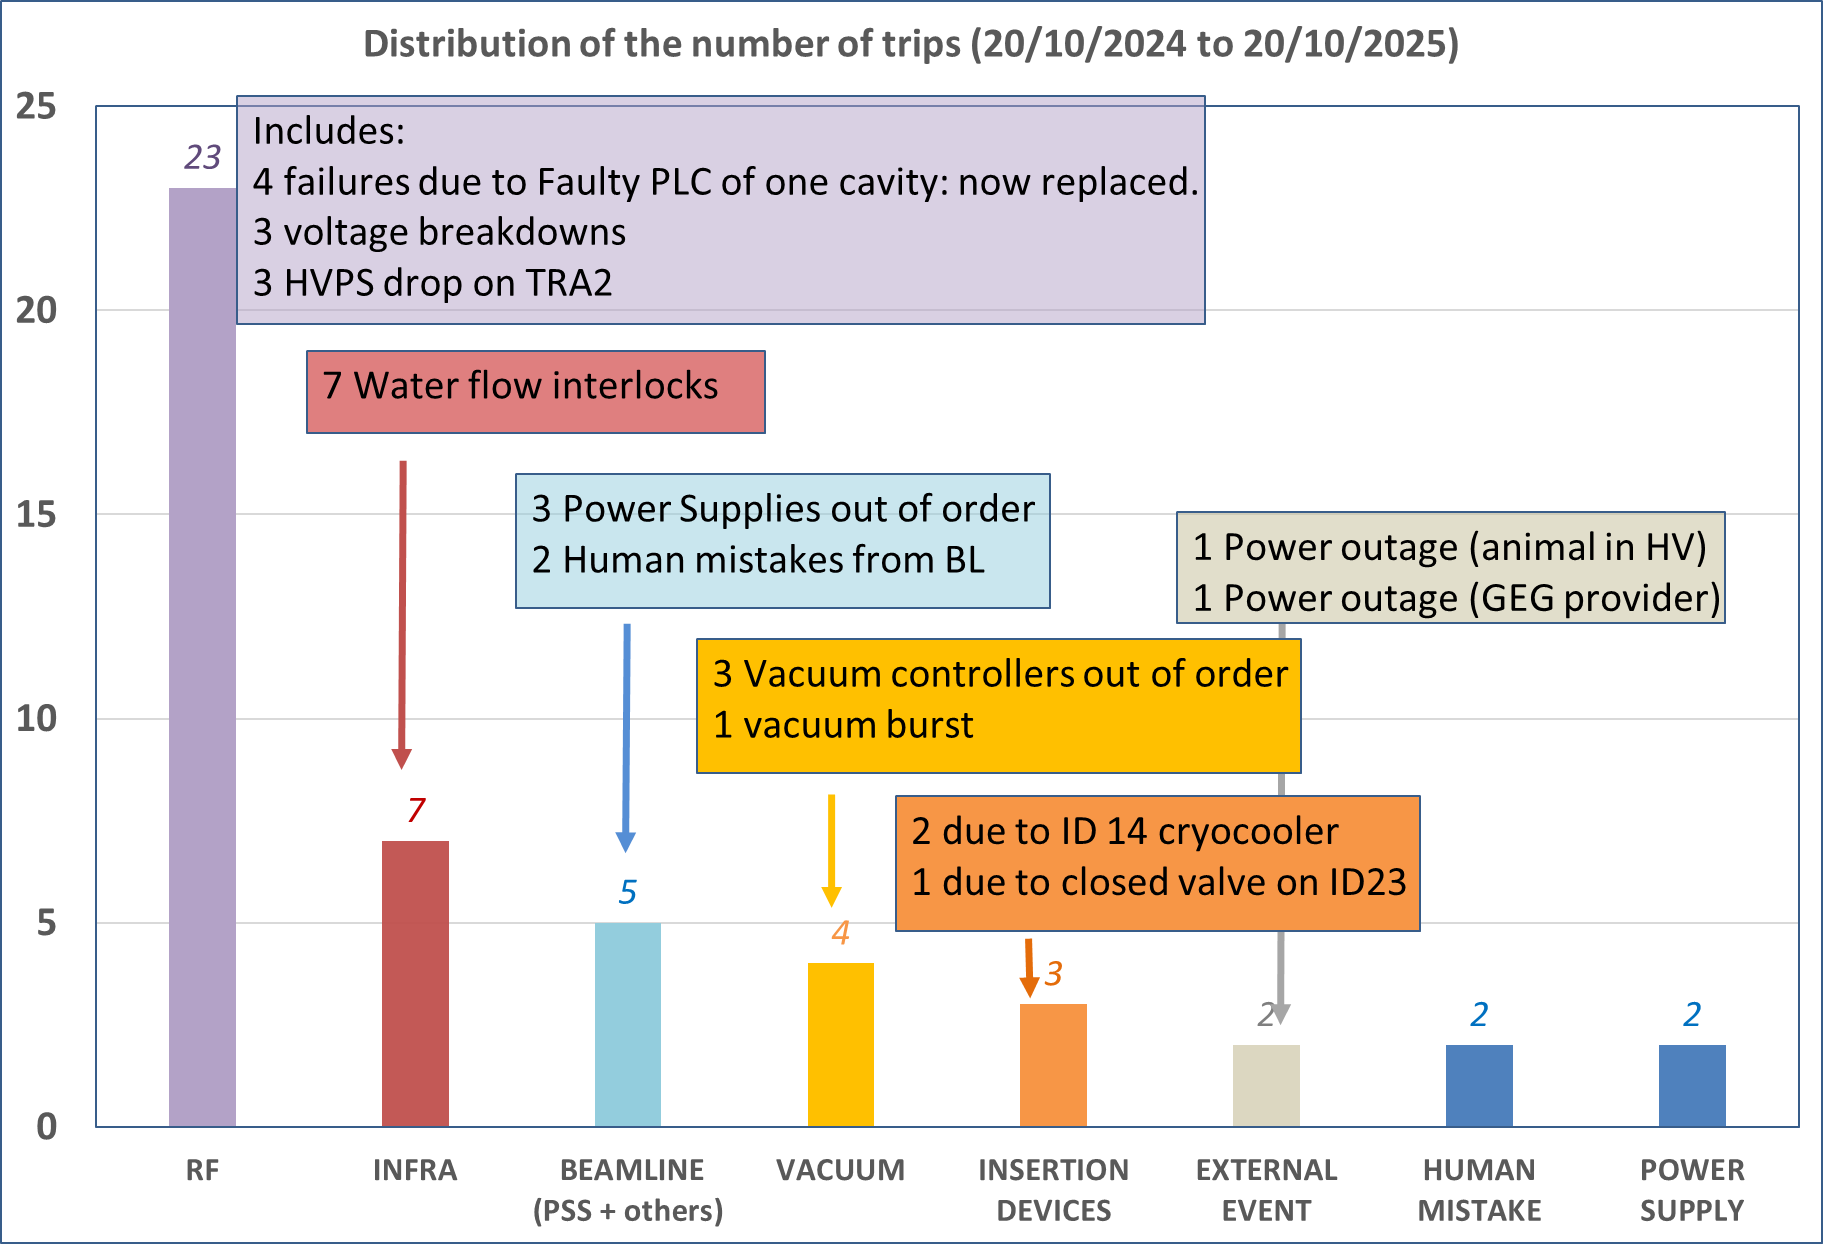 Distribution of the number of trips (20/10/2024 to 20/10/2025)
25
20
15
10
5
0
23
Includes:
4 failures due to Faulty PLC of one cavity: now replaced.
3 voltage breakdowns
3 HVPS drop on TRA2
7 Water flow interlocks
3 Power Supplies out of order
2 Human mistakes from BL
1 Power outage (animal in HV)
1 Power outage (GEG provider)
3 Vacuum controllers out of order
1 vacuum burst
2 due to ID 14 cryocooler
1 due to closed valve on ID23
7
5
4
3
2
2
2
RF
INFRA
BEAMLINE
(PSS + others)
VACUUM
INSERTION
DEVICES
EXTERNAL
EVENT
HUMAN
MISTAKE
POWER
SUPPLY